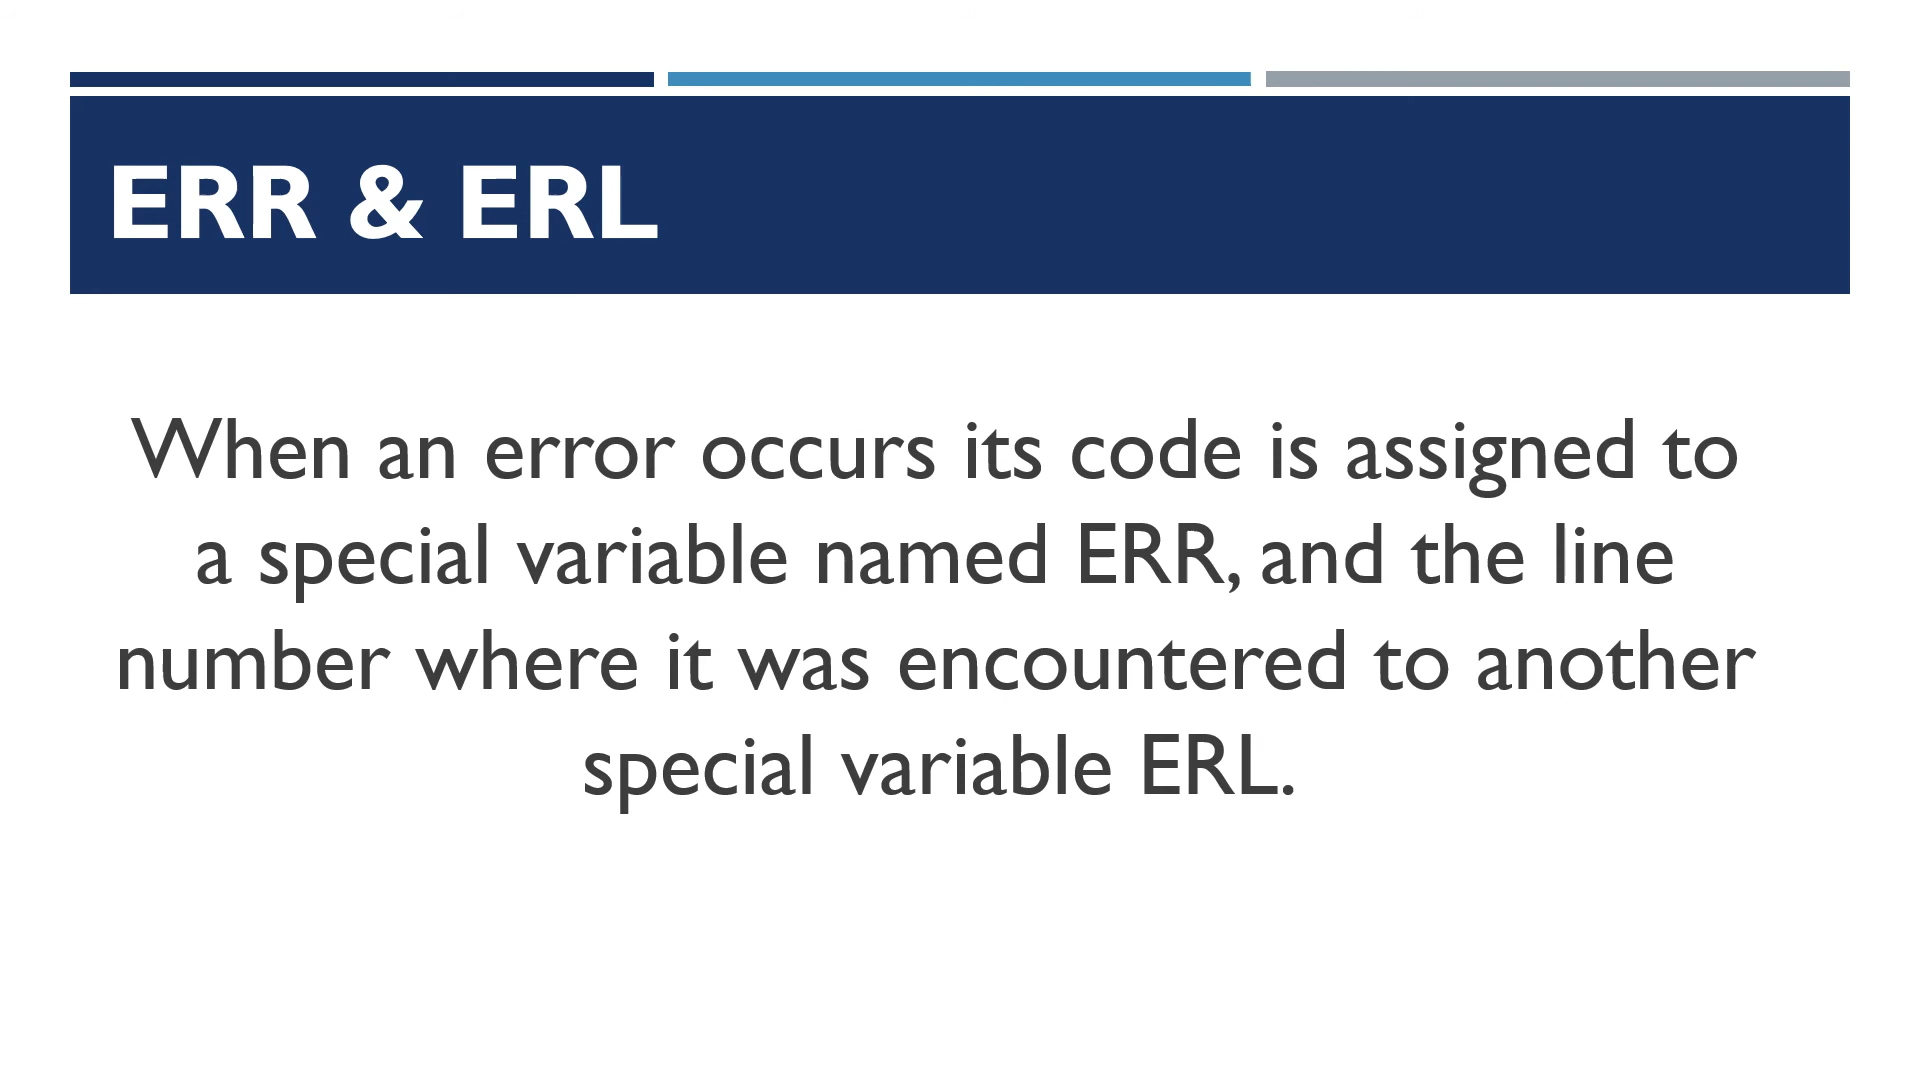 ERR & ERL
When an error occurs its code is assigned to
a special variable named ERR, and the line
number where it was encountered to another
special variable ERL.